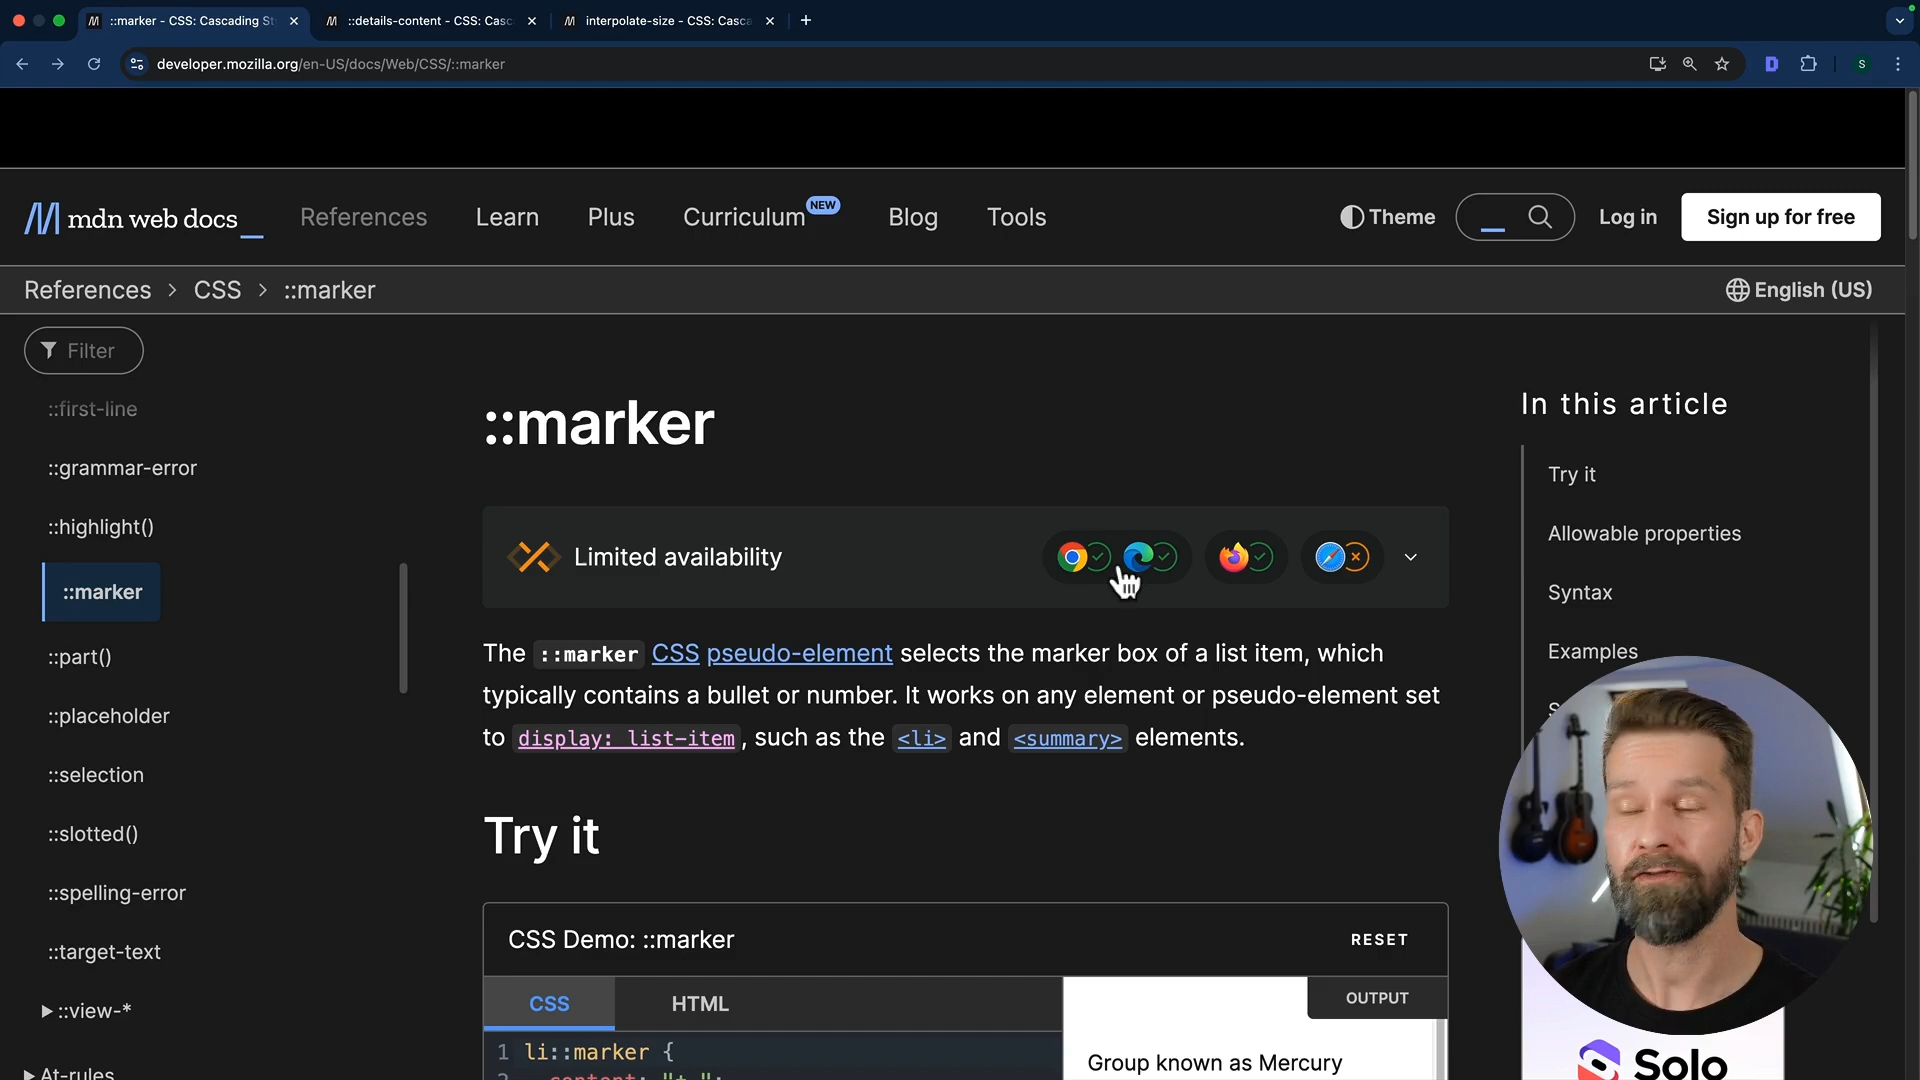 ::marker - CSS: Cascading St
::details-content - CSS: Casc
interpolate-size - CSS: Casca
developer.mozilla.org/en-US/docs/Web/CSS/::marker
D
S
mdn web docs_
References
Learn
Plus
Curriculum NEW
Blog
Tools
Theme
Log in
Sign up for free
References > CSS > ::marker
English (US)
Filter
::first-line
::grammar-error
::highlight()
::marker
::part()
::placeholder
::selection
::slotted()
::spelling-error
::target-text
::view-*
At-rules
::marker
Limited availability
The ::marker CSS pseudo-element selects the marker box of a list item, which
typically contains a bullet or number. It works on any element or pseudo-element set
to display: list-item, such as the <li> and <summary> elements.
Try it
CSS Demo: ::marker
RESET
CSS
HTML
OUTPUT
1 li::marker {
Group known as Mercury
In this article
Try it
Allowable properties
Syntax
Examples
Solo